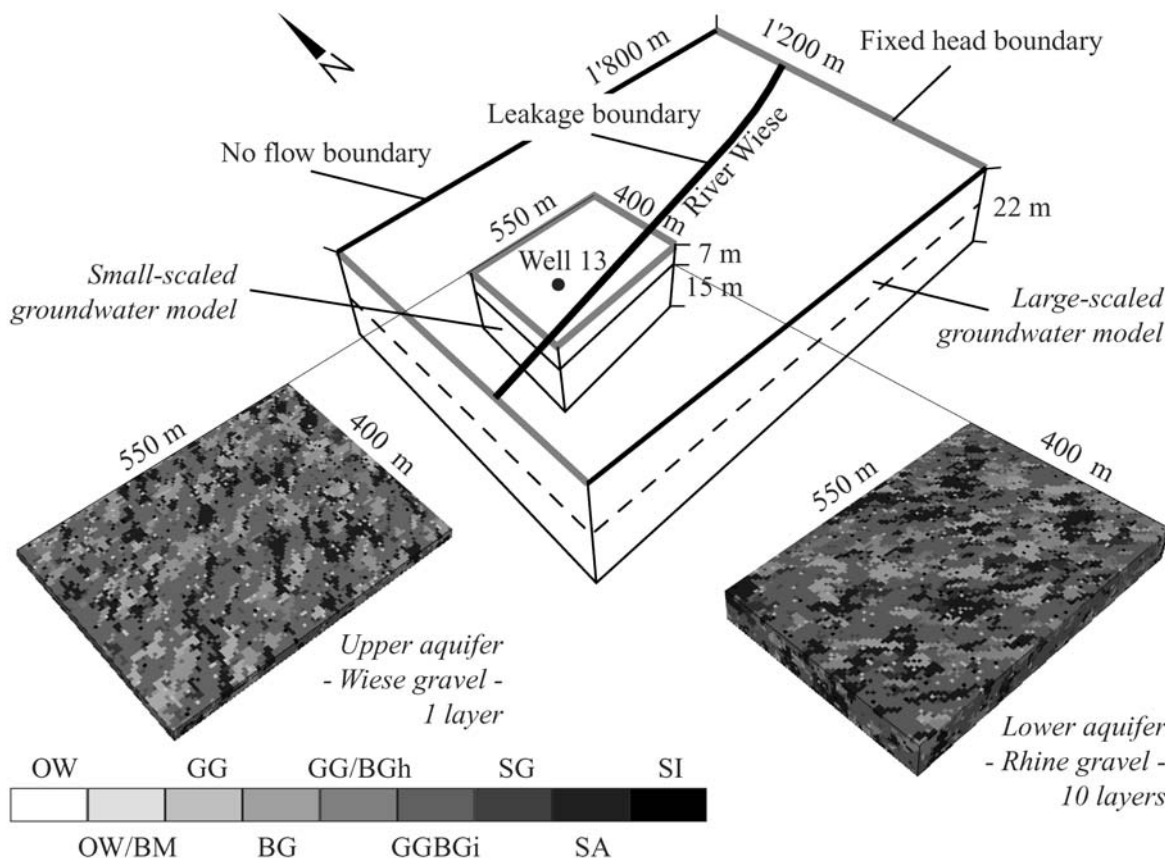 N
1'800 m
1'200 m
Fixed head boundary
Leakage boundary
No flow boundary
River Wiese
550 m
400 m
22 m
7 m
Well 13
15 m
Small-scaled
groundwater model
Large-scaled
groundwater model
550 m
400 m
550 m
400 m
Upper aquifer
- Wiese gravel -
1 layer
Lower aquifer
- Rhine gravel -
10 layers
OW
GG
GG/BGh
SG
SI
OW/BM
BG
GGBGi
SA